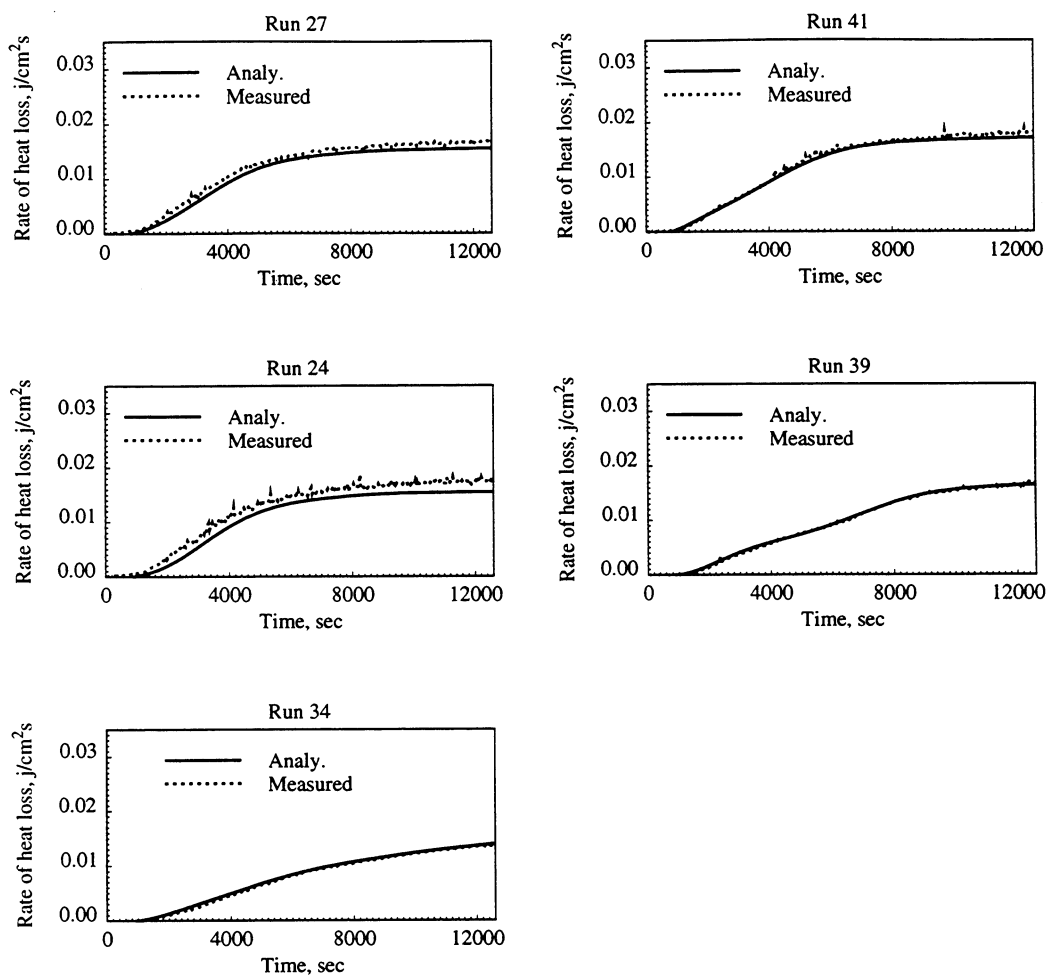 Run 27
Rate of heat loss, j/cm²s
0.03
0.02
0.01
0.00
Analy.
Measured
0 4000 8000 12000
Time, sec
Run 41
Rate of heat loss, j/cm²s
0.03
0.02
0.01
0.00
Analy.
Measured
0 4000 8000 12000
Time, sec
Run 24
Rate of heat loss, j/cm²s
0.03
0.02
0.01
0.00
Analy.
Measured
0 4000 8000 12000
Time, sec
Run 39
Rate of heat loss, j/cm²s
0.03
0.02
0.01
0.00
Analy.
Measured
0 4000 8000 12000
Time, sec
Run 34
Rate of heat loss, j/cm²s
0.03
0.02
0.01
0.00
Analy.
Measured
0 4000 8000 12000
Time, sec